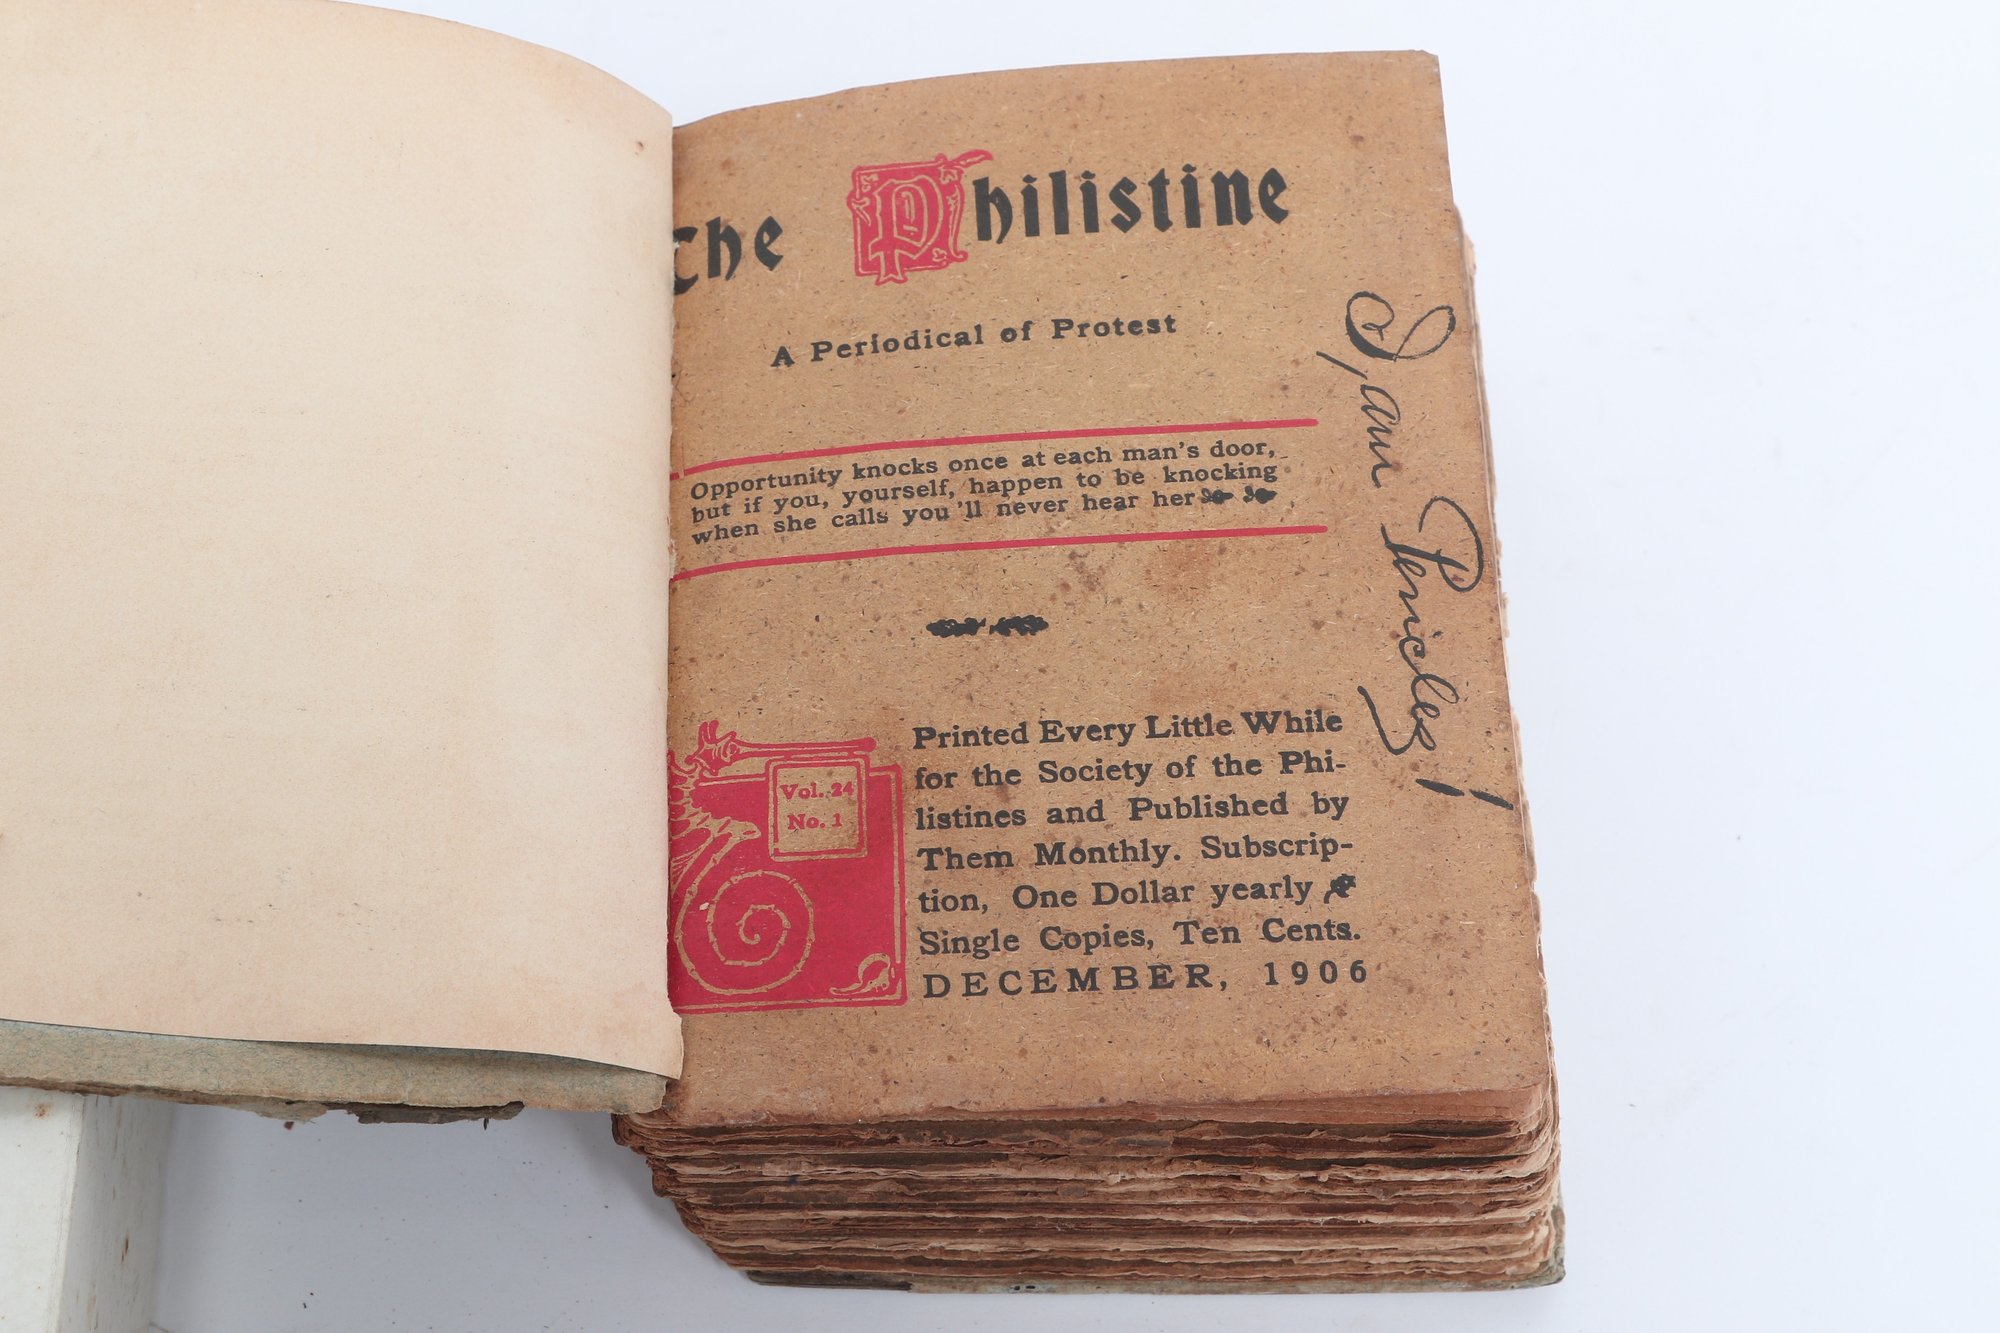 The Philistine
A Periodical of Protest
Opportunity knocks once at each man's door,
but if you, yourself, happen to be knocking
when she calls you'll never hear her
Vol. 24
No. 1
Printed Every Little While
for the Society of the Phi-
listines and Published by
Them Monthly. Subscrip-
tion, One Dollar yearly
Single Copies, Ten Cents.
DECEMBER, 1906
I, am Pericles!